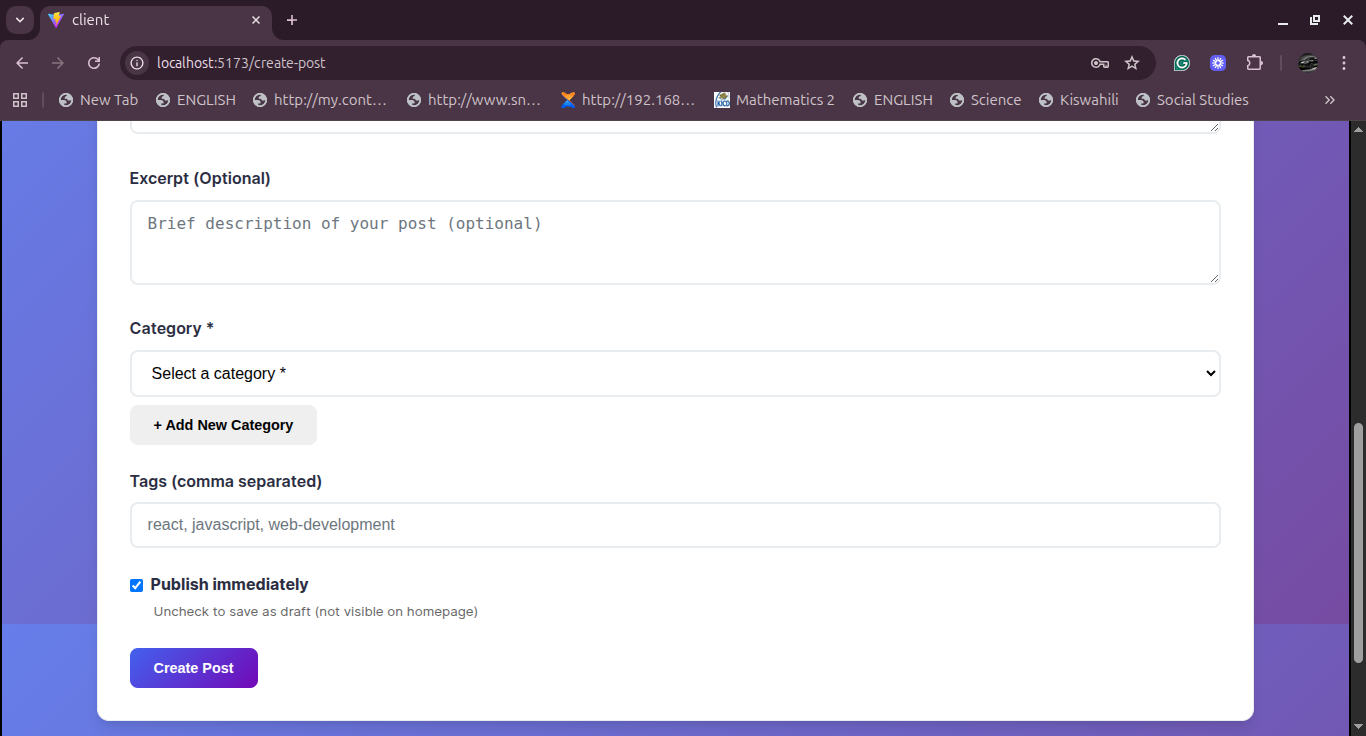 client
localhost:5173/create-post
New Tab
ENGLISH
http://my.cont...
http://www.sn...
http://192.168...
Mathematics 2
ENGLISH
Science
Kiswahili
Social Studies
Excerpt (Optional)
Brief description of your post (optional)
Category *
Select a category *
+ Add New Category
Tags (comma separated)
react, javascript, web-development
Publish immediately
Uncheck to save as draft (not visible on homepage)
Create Post